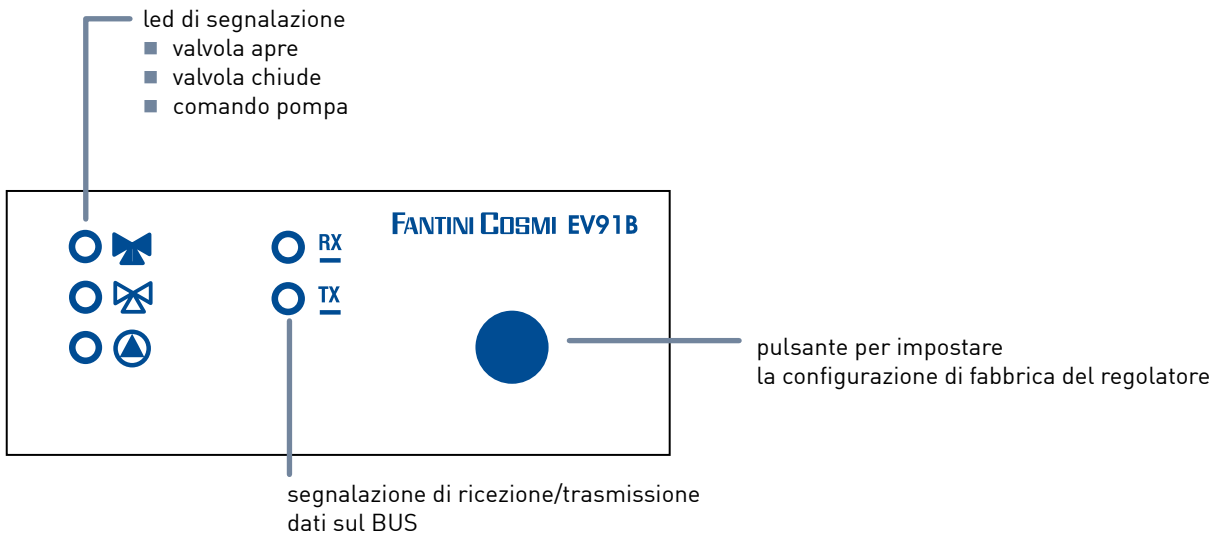 led di segnalazione
valvola apre
valvola chiude
comando pompa
FANTINI COSMI EV91B
RX
TX
pulsante per impostare
la configurazione di fabbrica del regolatore
segnalazione di ricezione/trasmissione
dati sul BUS